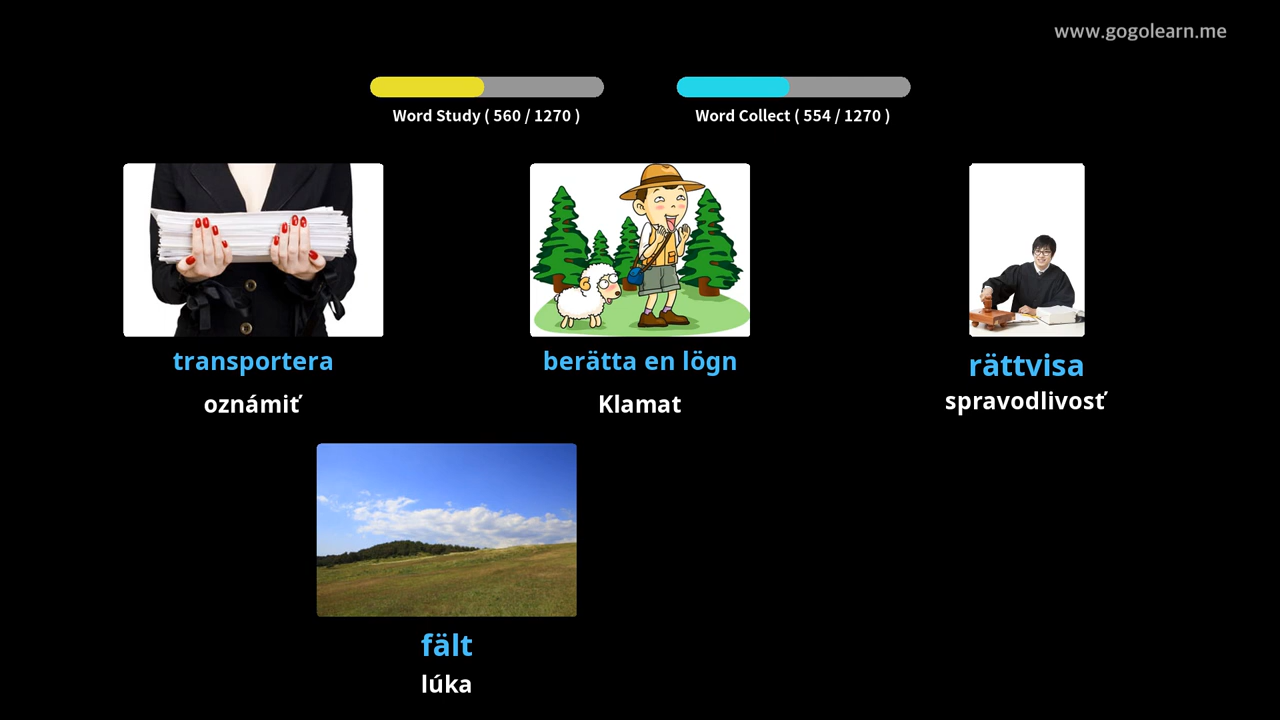 www.gogolearn.me
Word Study ( 560 / 1270 )
Word Collect ( 554 / 1270 )
transportera
oznámiť
berätta en lögn
Klamat
rättvisa
spravodlivosť
fält
lúka